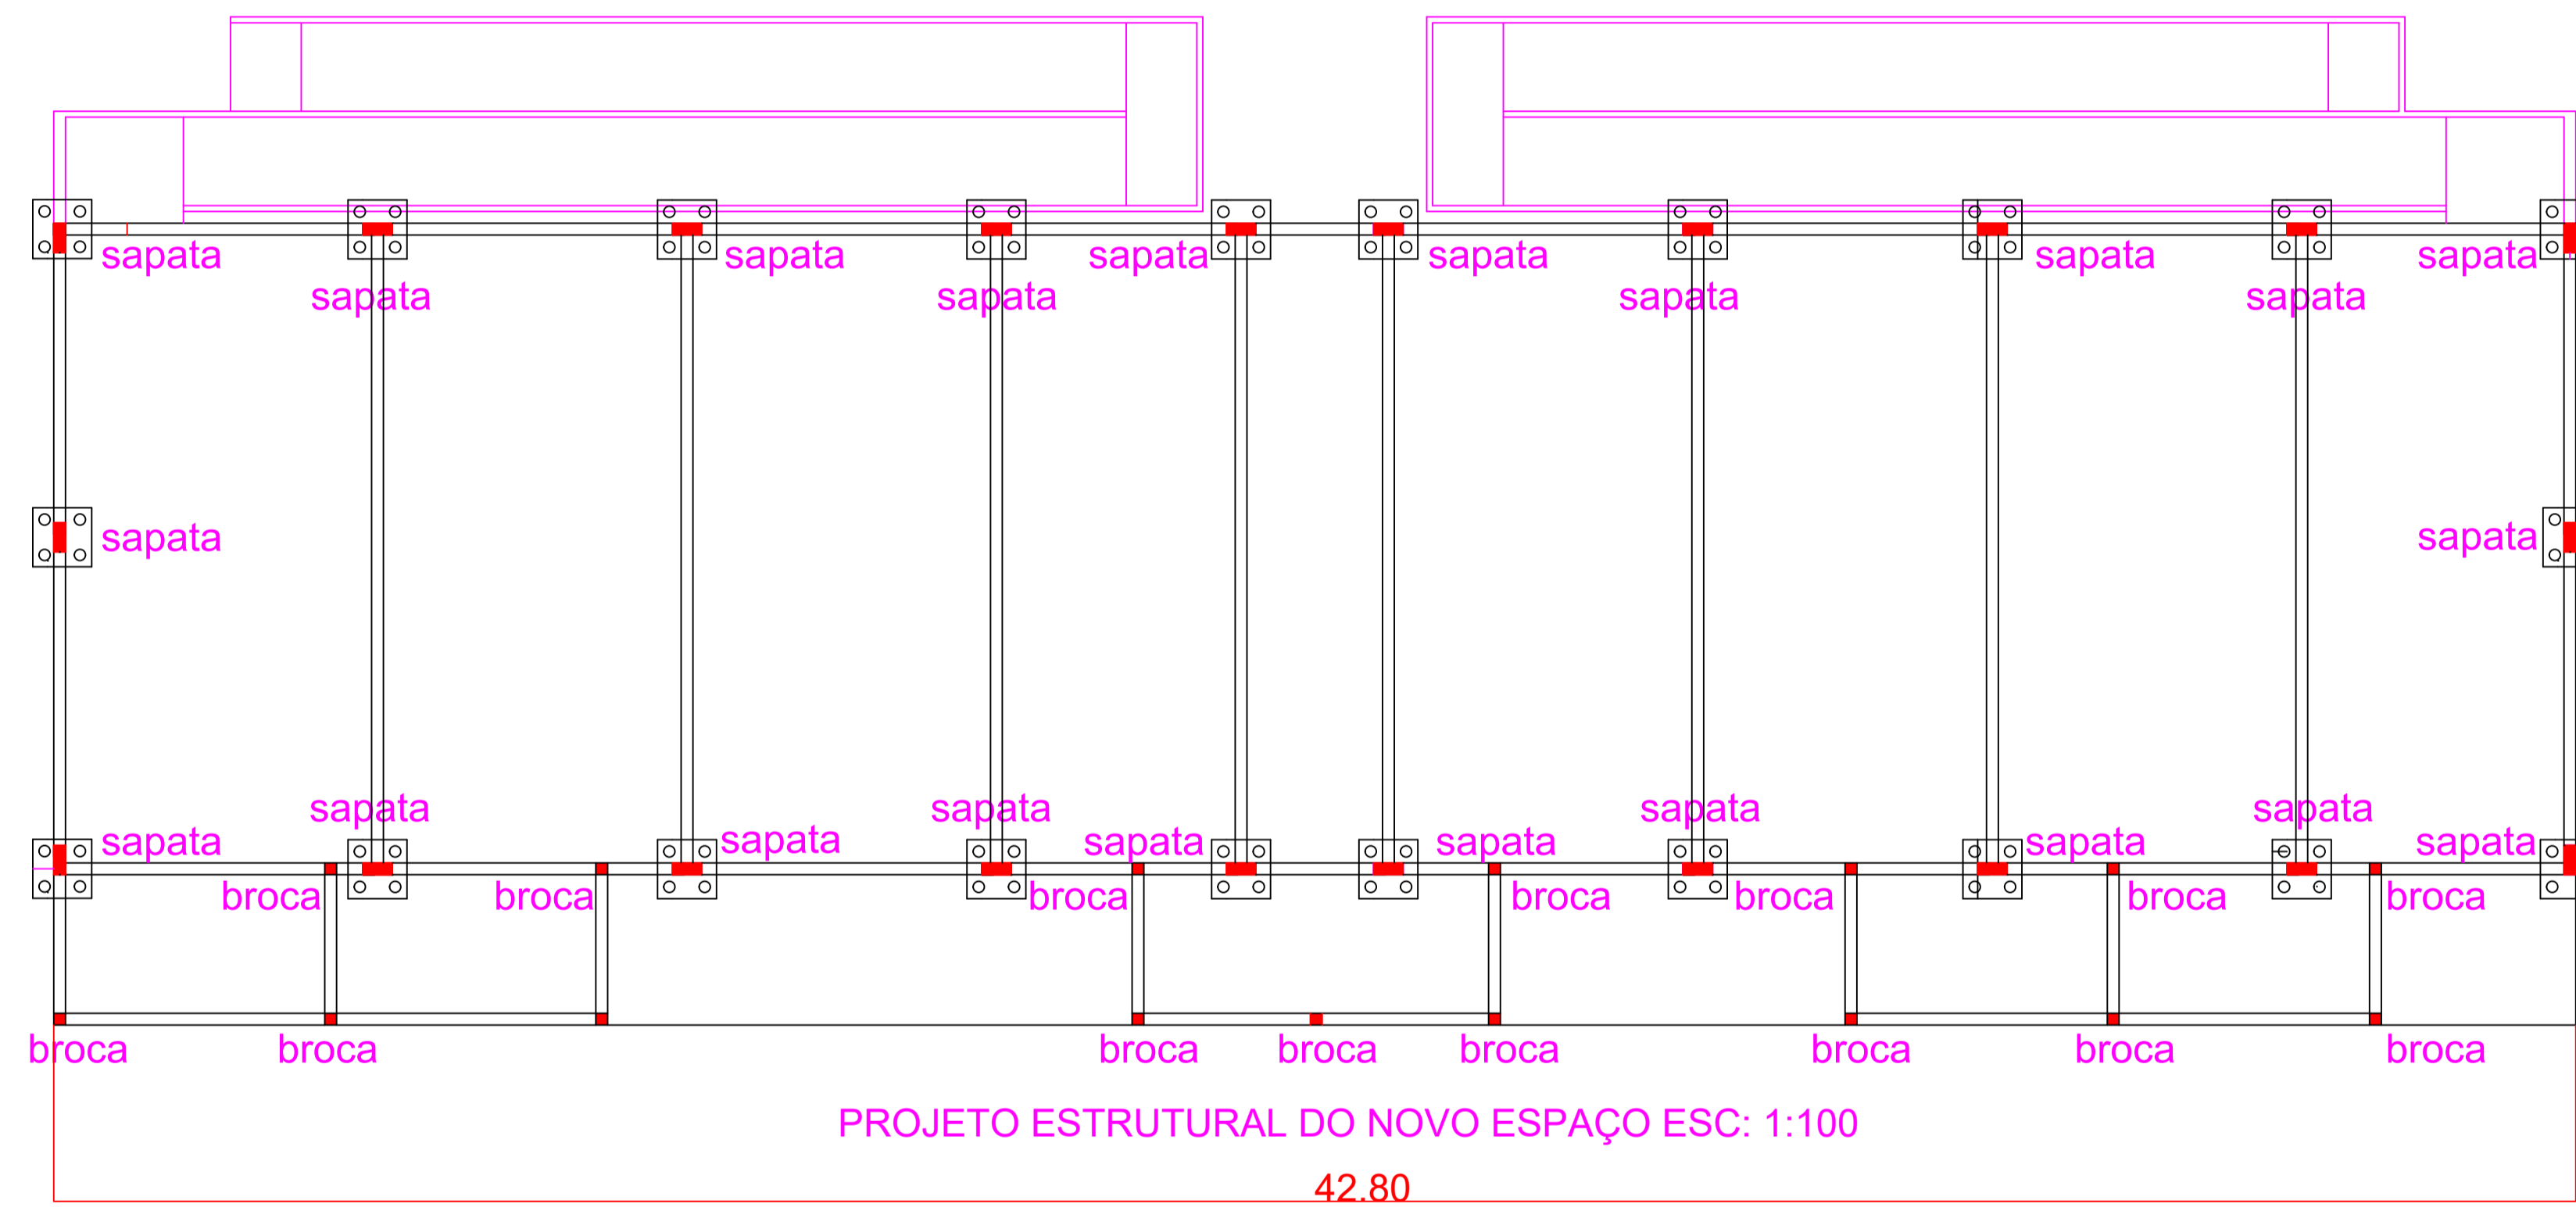 sapata sapata sapata sapata sapata sapata
sapata sapata sapata sapata
sapata sapata
sapata sapata sapata sapata
sapata sapata sapata sapata sapata sapata
broca broca broca broca broca broca broca
broca broca broca broca broca broca broca broca
PROJETO ESTRUTURAL DO NOVO ESPAÇO ESC: 1:100
42.80